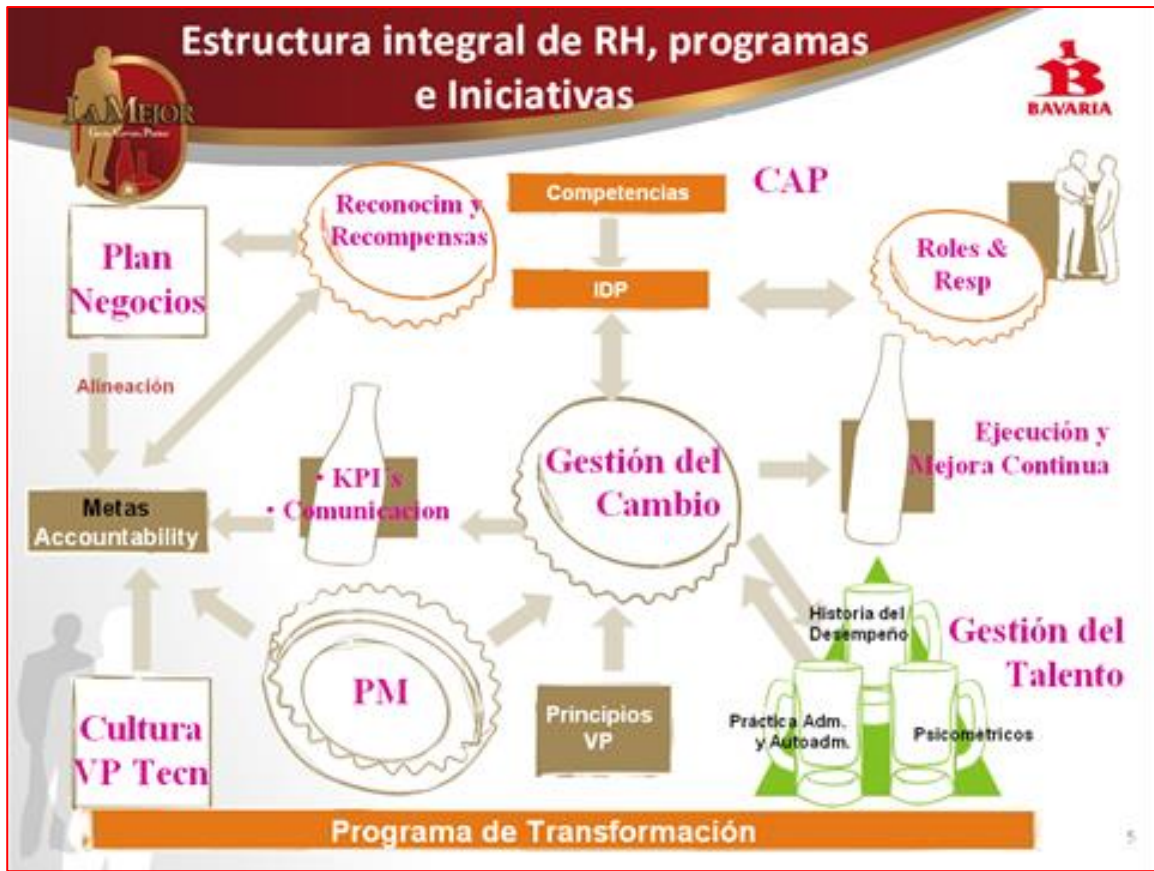 Estructura integral de RH, programas
e Iniciativas
LA MEJOR
BAVARIA
Competencias
CAP
Reconocim y
Recompensas
Plan
Negocios
IDP
Roles &
Resp
Alineación
Ejecución y
Mejora Continua
Gestión del
Cambio
• KPI´s
• Comunicacion
Metas
Accountability
Historia del
Desempeño
Gestión del
Talento
PM
Principios
VP
Práctica Adm.
y Autoadm.
Psicometricos
Cultura
VP Tecn
Programa de Transformación
5